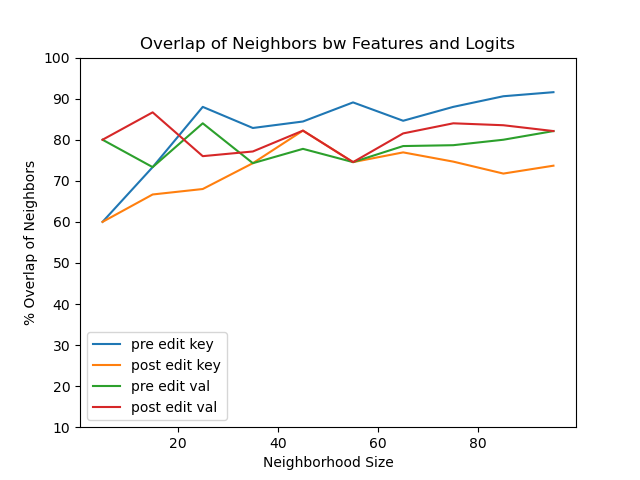 Overlap of Neighbors bw Features and Logits
% Overlap of Neighbors
100
90
80
70
60
50
40
30
20
10
pre edit key
post edit key
pre edit val
post edit val
20
40
60
80
Neighborhood Size